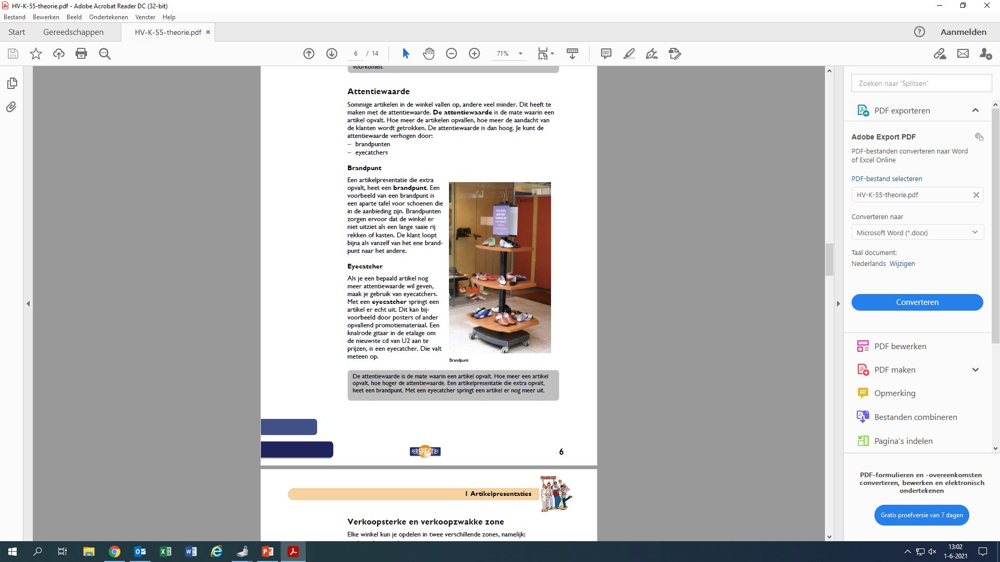 HV-K-55-theorie.pdf - Adobe Acrobat Reader DC (32-bit)
Bestand Bewerken Beeld Ondertekenen Venster Help
Start Gereedschappen HV-K-55-theorie.pdf Aanmelden
6 / 14 71%
voorkomen.
Attentiewaarde
Sommige artikelen in de winkel vallen op, andere veel minder. Dit heeft te
maken met de attentiewaarde. De attentiewaarde is de mate waarin een
artikel opvalt. Hoe meer de artikelen opvallen, hoe meer de aandacht van
de klanten wordt getrokken. De attentiewaarde is dan hoog. Je kunt de
attentiewaarde verhogen door:
– brandpunten
– eyecatchers
Brandpunt
Een artikelpresentatie die extra
opvalt, heet een brandpunt. Een
voorbeeld van een brandpunt is
een aparte tafel voor schoenen die
in de aanbieding zijn. Brandpunten
zorgen ervoor dat de winkel er
niet uitziet als een lange saaie rij
rekken of kasten. De klant loopt
bijna als vanzelf van het ene brand-
punt naar het andere.
Eyecatcher
Als je een bepaald artikel nog
meer attentiewaarde wil geven,
maak je gebruik van eyecatchers.
Met een eyecatcher springt een
artikel er echt uit. Dit kan bij-
voorbeeld door posters of ander
opvallend promotiemateriaal. Een
knalrode gitaar in de etalage om
de nieuwste cd van U2 aan te
prijzen, is een eyecatcher. Die valt
meteen op.
TOT 40%
KORTING*
TIJDENS DE
Brandpunt
De attentiewaarde is de mate waarin een artikel opvalt. Hoe meer een artikel
opvalt, hoe hoger de attentiewaarde. Een artikelpresentatie die extra opvalt,
heet een brandpunt. Met een eyecatcher springt een artikel er nog meer uit.
PERSPECTIEF
6
1 Artikelpresentaties
Verkoopsterke en verkoopzwakke zone
Elke winkel kun je opdelen in twee verschillende zones, namelijk:
Zoeken naar 'Splitsen'
PDF exporteren
Adobe Export PDF
PDF-bestanden converteren naar Word
of Excel Online
PDF-bestand selecteren
HV-K-55-theorie.pdf
Converteren naar
Microsoft Word (*.docx)
Taal document:
Nederlands Wijzigen
Converteren
PDF bewerken
PDF maken
Opmerking
Bestanden combineren
Pagina's indelen
PDF-formulieren en -overeenkomsten
converteren, bewerken en elektronisch
ondertekenen
Gratis proefversie van 7 dagen
13:02
1-6-2021